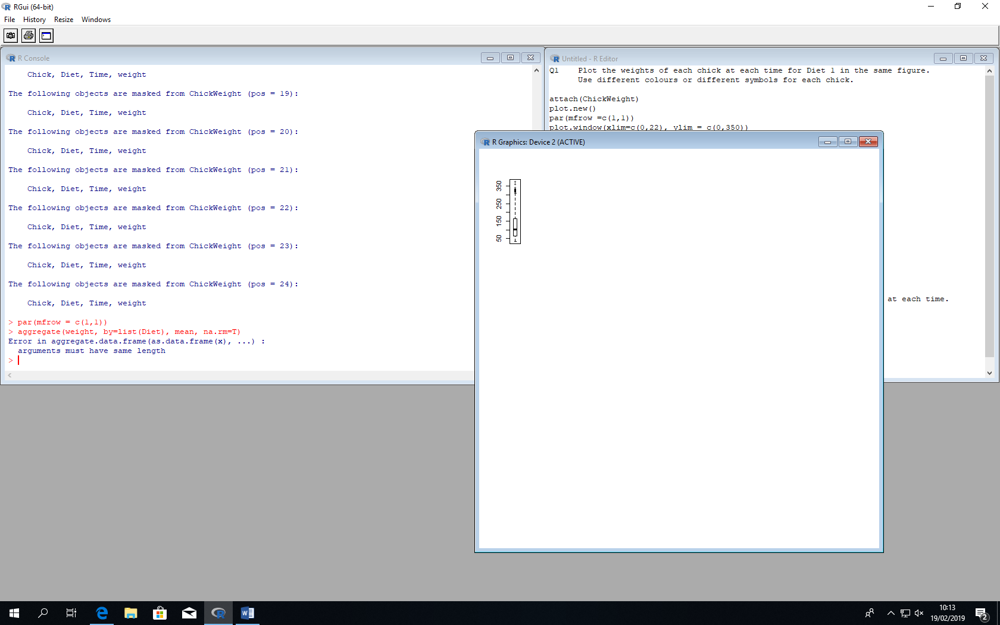 RGui (64-bit)
File History Resize Windows
R Console
Chick, Diet, Time, weight
The following objects are masked from ChickWeight (pos = 19):
Chick, Diet, Time, weight
The following objects are masked from ChickWeight (pos = 20):
Chick, Diet, Time, weight
The following objects are masked from ChickWeight (pos = 21):
Chick, Diet, Time, weight
The following objects are masked from ChickWeight (pos = 22):
Chick, Diet, Time, weight
The following objects are masked from ChickWeight (pos = 23):
Chick, Diet, Time, weight
The following objects are masked from ChickWeight (pos = 24):
Chick, Diet, Time, weight
> par(mfrow = c(1,1))
> aggregate(weight, by=list(Diet), mean, na.rm=T)
Error in aggregate.data.frame(as.data.frame(x), ...) :
arguments must have same length
>
Untitled - R Editor
Q1 Plot the weights of each chick at each time for Diet 1 in the same figure.
Use different colours or different symbols for each chick.
attach(ChickWeight)
plot.new()
par(mfrow =c(1,1))
plot.window(xlim=c(0,22), ylim = c(0,350))
at each time.
R Graphics: Device 2 (ACTIVE)
350
250
150
50
10:13
19/02/2019
2